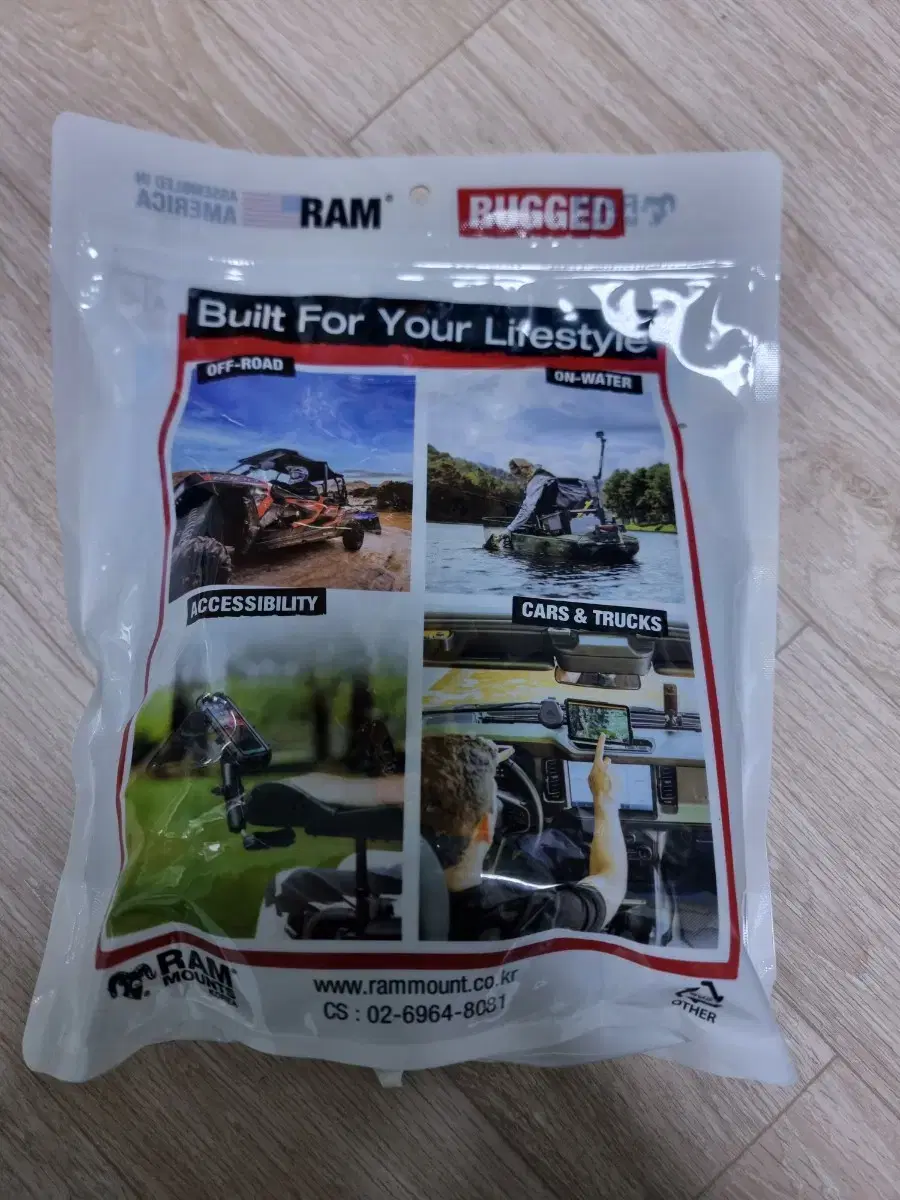 ASSEMBLED IN
AMERICA
RAM®
RUGGED
Built For Your Lifestyle
OFF-ROAD
ON-WATER
ACCESSIBILITY
CARS & TRUCKS
RAM®
MOUNTS
www.rammount.co.kr
CS : 02-6964-8081
OTHER